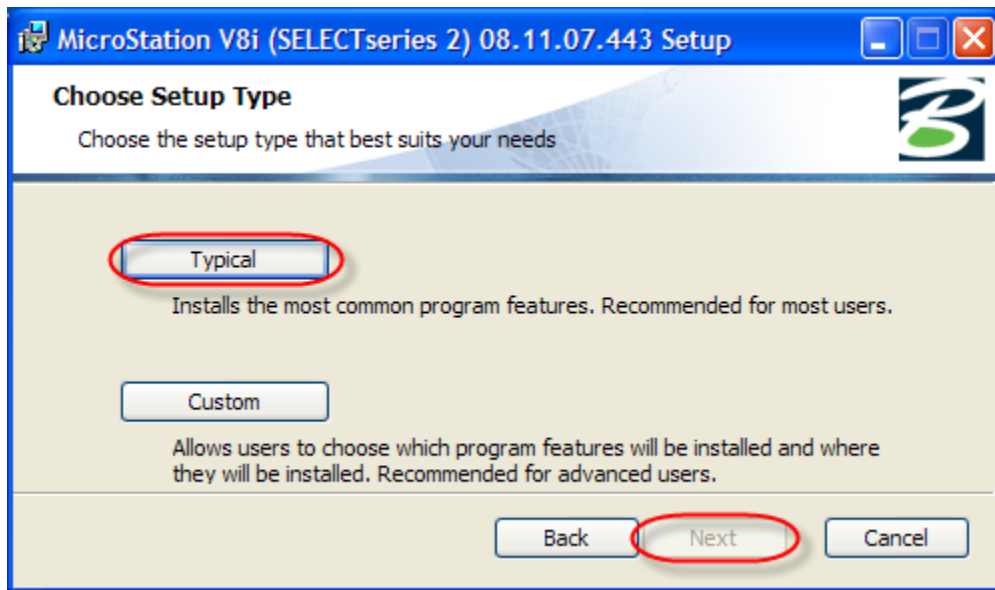 MicroStation V8i (SELECTseries 2) 08.11.07.443 Setup
Choose Setup Type
Choose the setup type that best suits your needs
Typical
Installs the most common program features. Recommended for most users.
Custom
Allows users to choose which program features will be installed and where
they will be installed. Recommended for advanced users.
Back
Next
Cancel